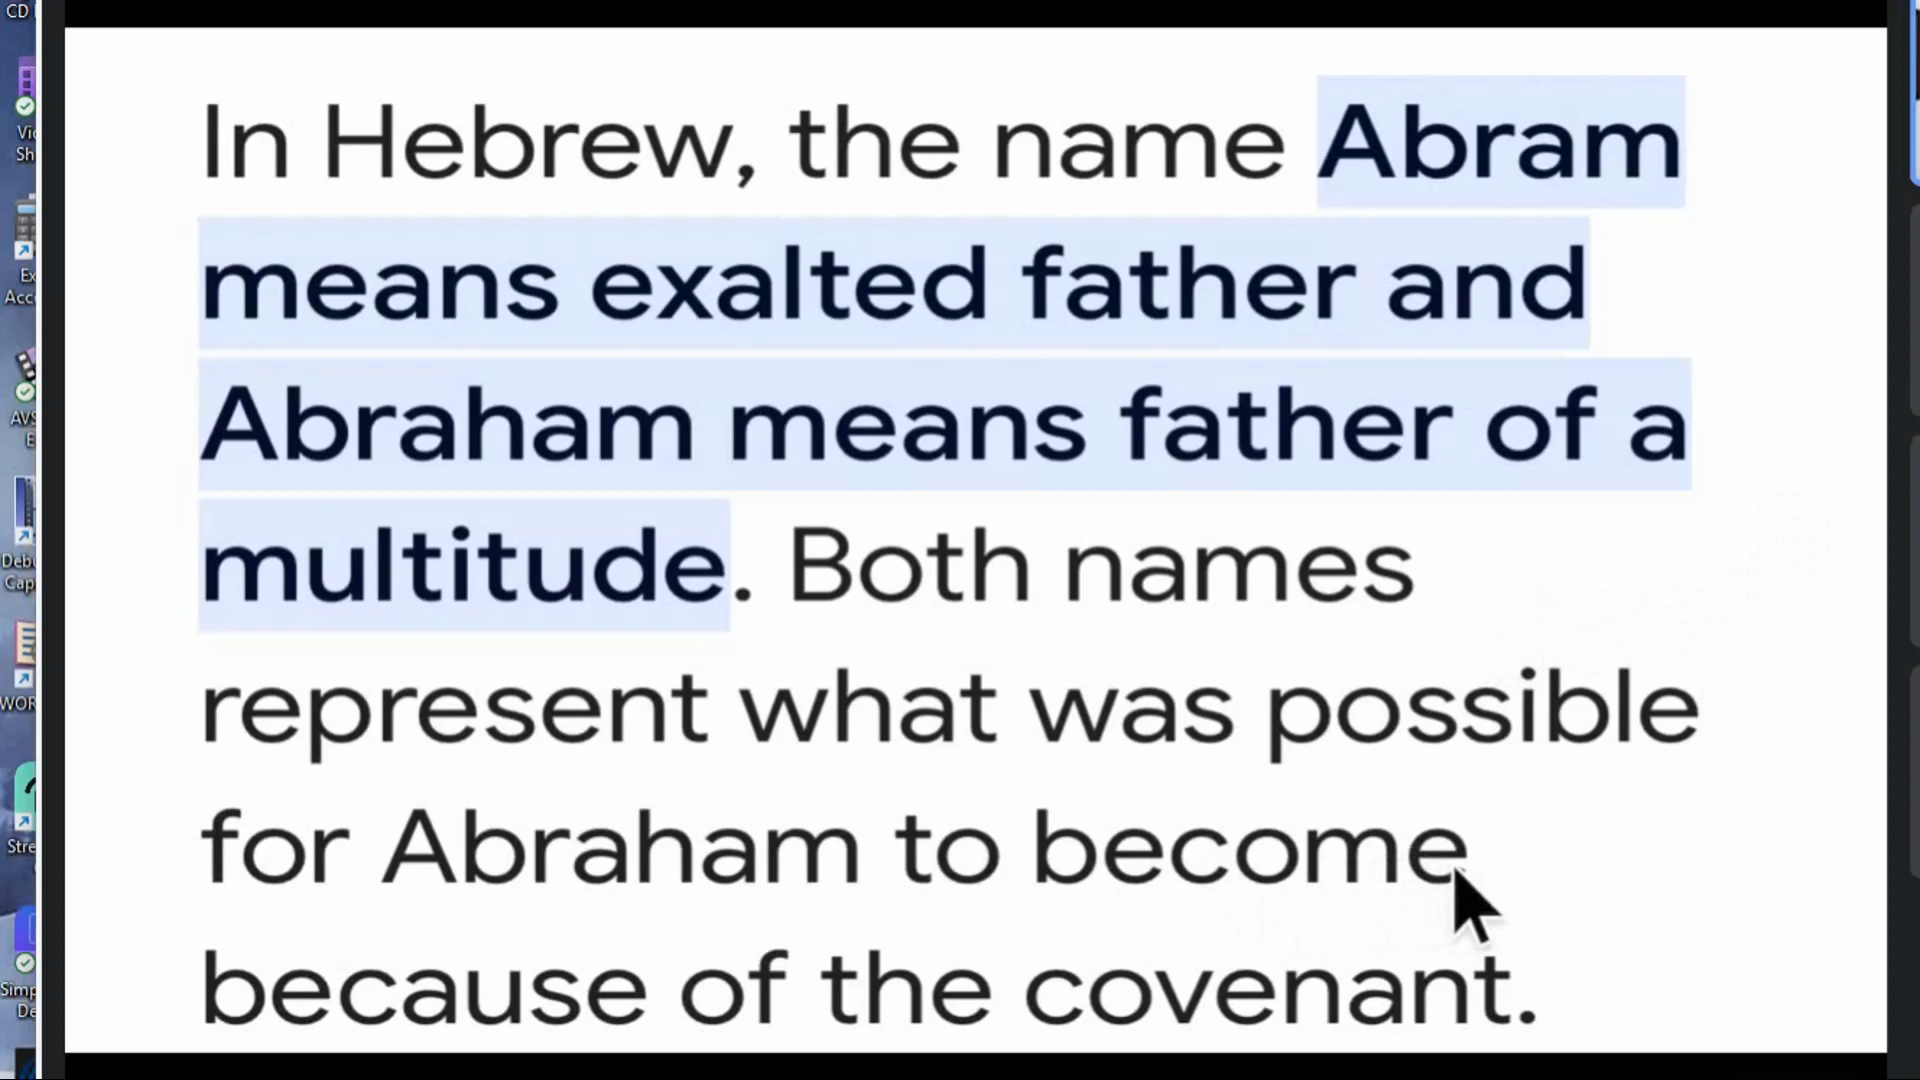 In Hebrew, the name Abram
means exalted father and
Abraham means father of a
multitude. Both names
represent what was possible
for Abraham to become
because of the covenant.
CD